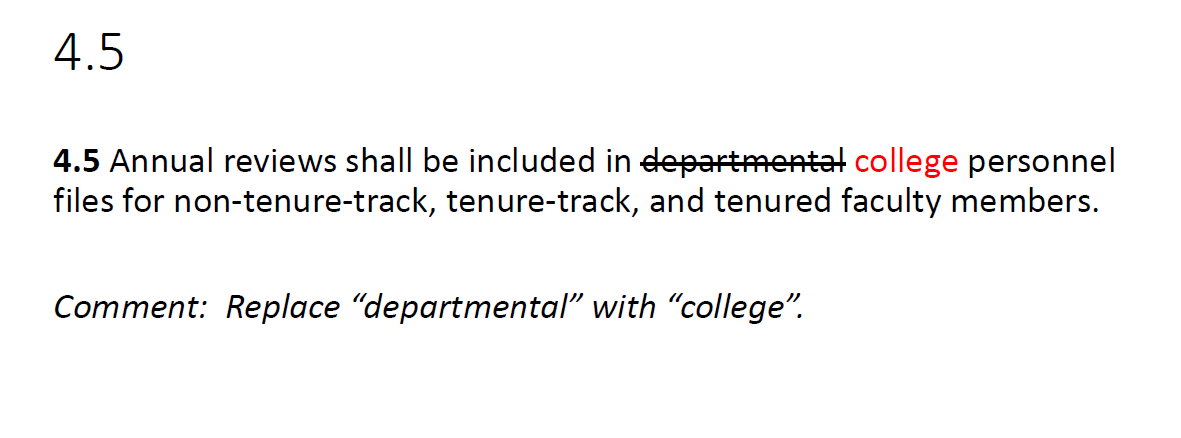 4.5
4.5 Annual reviews shall be included in departmental college personnel
files for non-tenure-track, tenure-track, and tenured faculty members.
Comment:  Replace “departmental” with “college”.